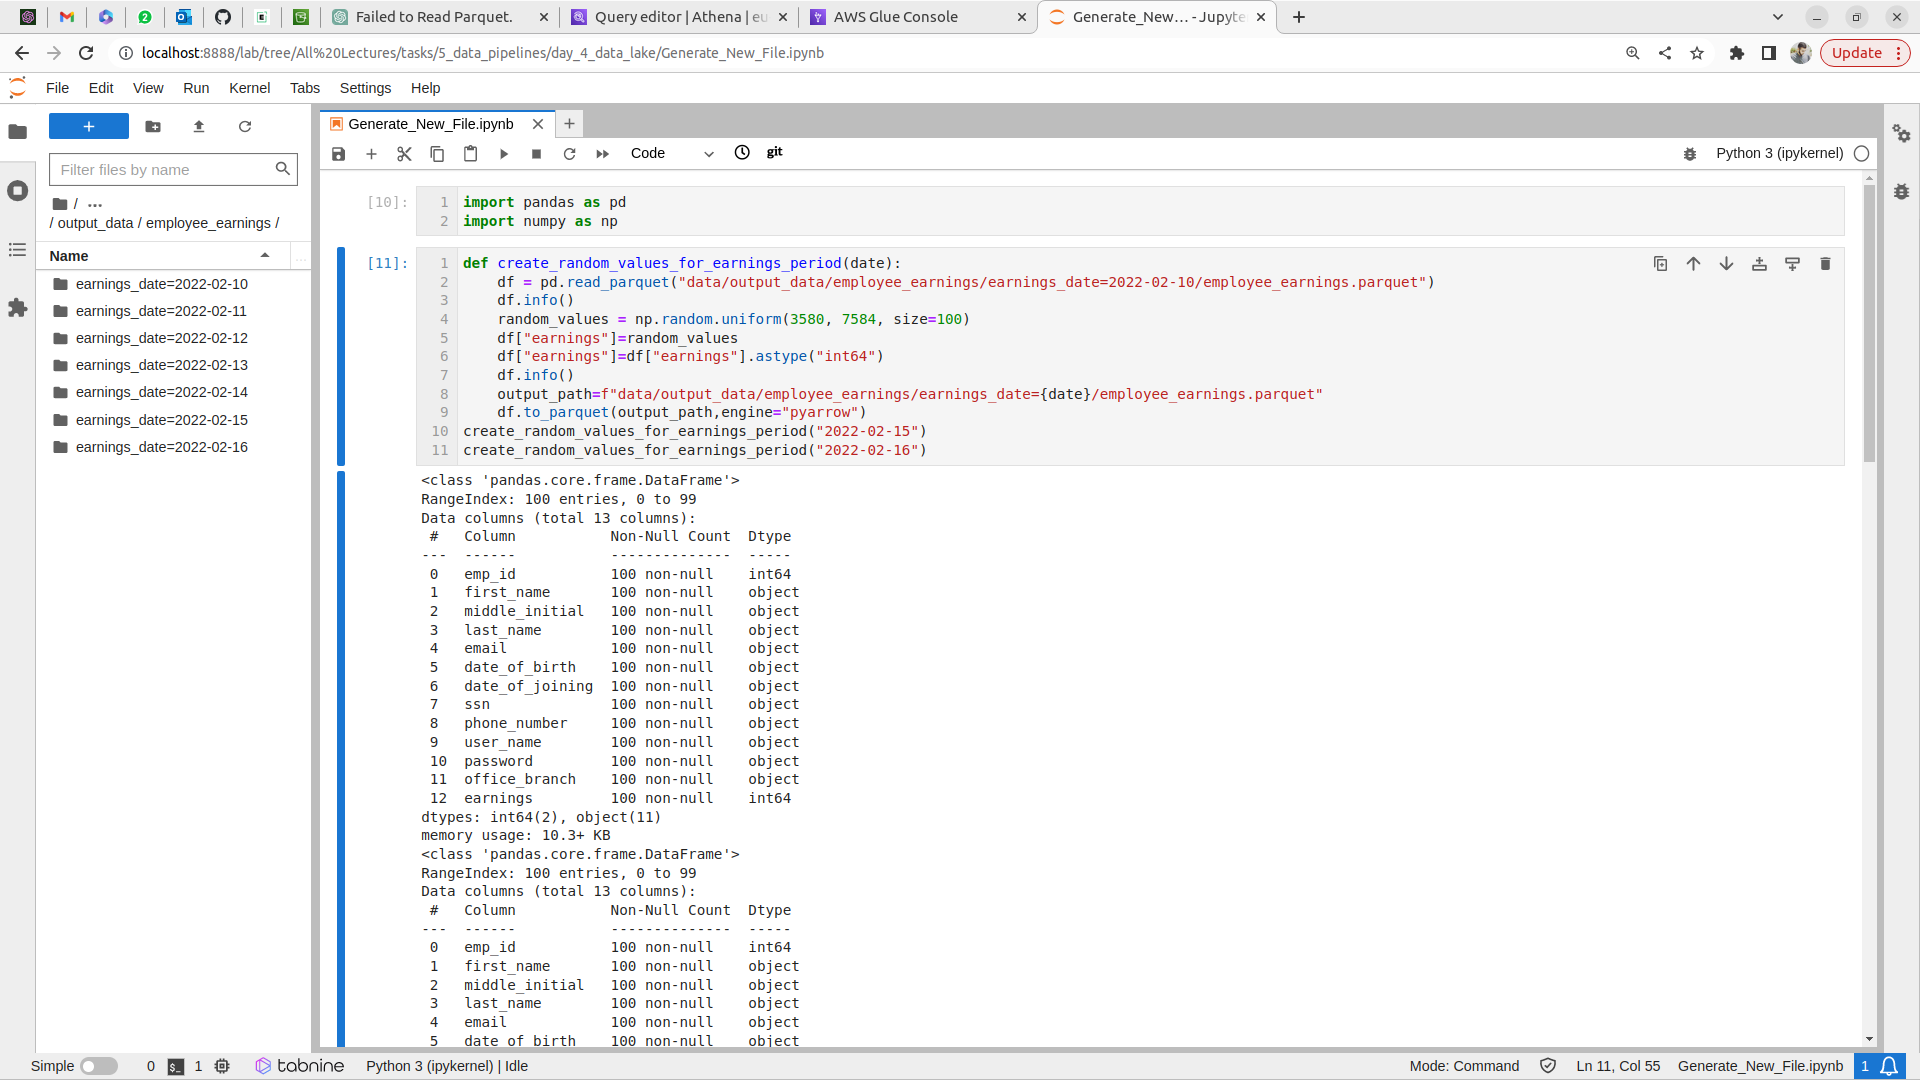 Failed to Read Parquet.
Query editor | Athena | eu
AWS Glue Console
Generate_New… - Jupyte
localhost:8888/lab/tree/All%20Lectures/tasks/5_data_pipelines/day_4_data_lake/Generate_New_File.ipynb
Update
File Edit View Run Kernel Tabs Settings Help
Generate_New_File.ipynb
Code
git
Python 3 (ipykernel)
Filter files by name
/ …
/ output_data / employee_earnings /
Name
earnings_date=2022-02-10
earnings_date=2022-02-11
earnings_date=2022-02-12
earnings_date=2022-02-13
earnings_date=2022-02-14
earnings_date=2022-02-15
earnings_date=2022-02-16
[10]:
1 import pandas as pd
2 import numpy as np
[11]:
1 def create_random_values_for_earnings_period(date):
2     df = pd.read_parquet("data/output_data/employee_earnings/earnings_date=2022-02-10/employee_earnings.parquet")
3     df.info()
4     random_values = np.random.uniform(3580, 7584, size=100)
5     df["earnings"]=random_values
6     df["earnings"]=df["earnings"].astype("int64")
7     df.info()
8     output_path=f"data/output_data/employee_earnings/earnings_date={date}/employee_earnings.parquet"
9     df.to_parquet(output_path,engine="pyarrow")
10 create_random_values_for_earnings_period("2022-02-15")
11 create_random_values_for_earnings_period("2022-02-16")
<class 'pandas.core.frame.DataFrame'>
RangeIndex: 100 entries, 0 to 99
Data columns (total 13 columns):
 #   Column          Non-Null Count  Dtype
---  ------          --------------  -----
 0   emp_id          100 non-null    int64
 1   first_name      100 non-null    object
 2   middle_initial  100 non-null    object
 3   last_name       100 non-null    object
 4   email           100 non-null    object
 5   date_of_birth   100 non-null    object
 6   date_of_joining 100 non-null    object
 7   ssn             100 non-null    object
 8   phone_number    100 non-null    object
 9   user_name       100 non-null    object
 10  password        100 non-null    object
 11  office_branch   100 non-null    object
 12  earnings        100 non-null    int64
dtypes: int64(2), object(11)
memory usage: 10.3+ KB
<class 'pandas.core.frame.DataFrame'>
RangeIndex: 100 entries, 0 to 99
Data columns (total 13 columns):
 #   Column          Non-Null Count  Dtype
---  ------          --------------  -----
 0   emp_id          100 non-null    int64
 1   first_name      100 non-null    object
 2   middle_initial  100 non-null    object
 3   last_name       100 non-null    object
 4   email           100 non-null    object
 5   date_of_birth   100 non-null    object
Simple 0 1 tabnine Python 3 (ipykernel) | Idle Mode: Command Ln 11, Col 55 Generate_New_File.ipynb 1